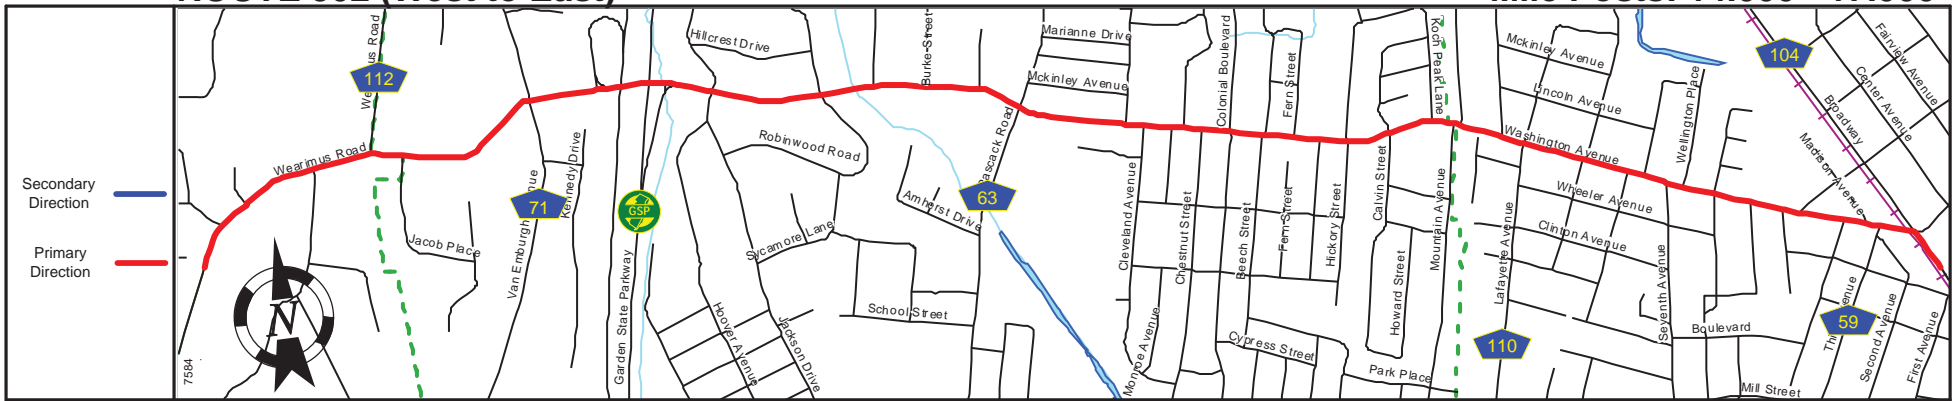 Secondary
Direction
Primary
Direction
7584
N
Wearimus Road
112
Jacob Place
71
Kennedy Drive
GSP
Garden State Parkway
Hillcrest Drive
Robinwood Road
Sycamore Lane
Hoover Avenue
Jackson Drive
School Street
Amherst Drive
Burke Street
63
Marianne Drive
Mckinley Avenue
Cleveland Avenue
Monroe Avenue
Chestnut Street
Colonial Boulevard
Beech Street
Fern Street
Fern Street
Hickory Street
Cypress Street
Calvin Street
Howard Street
Park Place
Koch Peak Lane
Mountain Avenue
110
Lafayette Avenue
Mckinley Avenue
Lincoln Avenue
Washington Avenue
Wheeler Avenue
Clinton Avenue
Wellington Place
Seventh Avenue
Boulevard
Mill Street
104
Broadway
Madison Avenue
Center Avenue
Fairview Avenue
59
Second Avenue
First Avenue